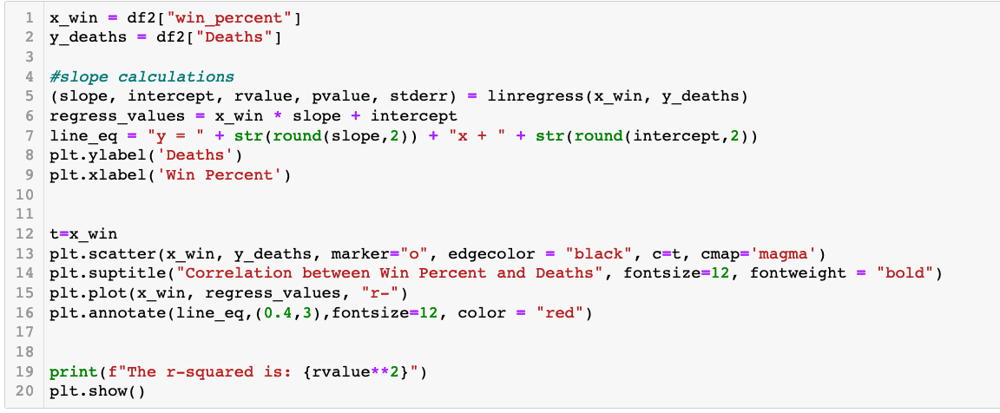 1 x_win = df2["win_percent"]
2 y_deaths = df2["Deaths"]
3
4 #slope calculations
5 (slope, intercept, rvalue, pvalue, stderr) = linregress(x_win, y_deaths)
6 regress_values = x_win * slope + intercept
7 line_eq = "y = " + str(round(slope,2)) + "x + " + str(round(intercept,2))
8 plt.ylabel('Deaths')
9 plt.xlabel('Win Percent')
10
11
12 t=x_win
13 plt.scatter(x_win, y_deaths, marker="o", edgecolor = "black", c=t, cmap='magma')
14 plt.suptitle("Correlation between Win Percent and Deaths", fontsize=12, fontweight = "bold")
15 plt.plot(x_win, regress_values, "r-")
16 plt.annotate(line_eq,(0.4,3),fontsize=12, color = "red")
17
18
19 print(f"The r-squared is: {rvalue**2}")
20 plt.show()